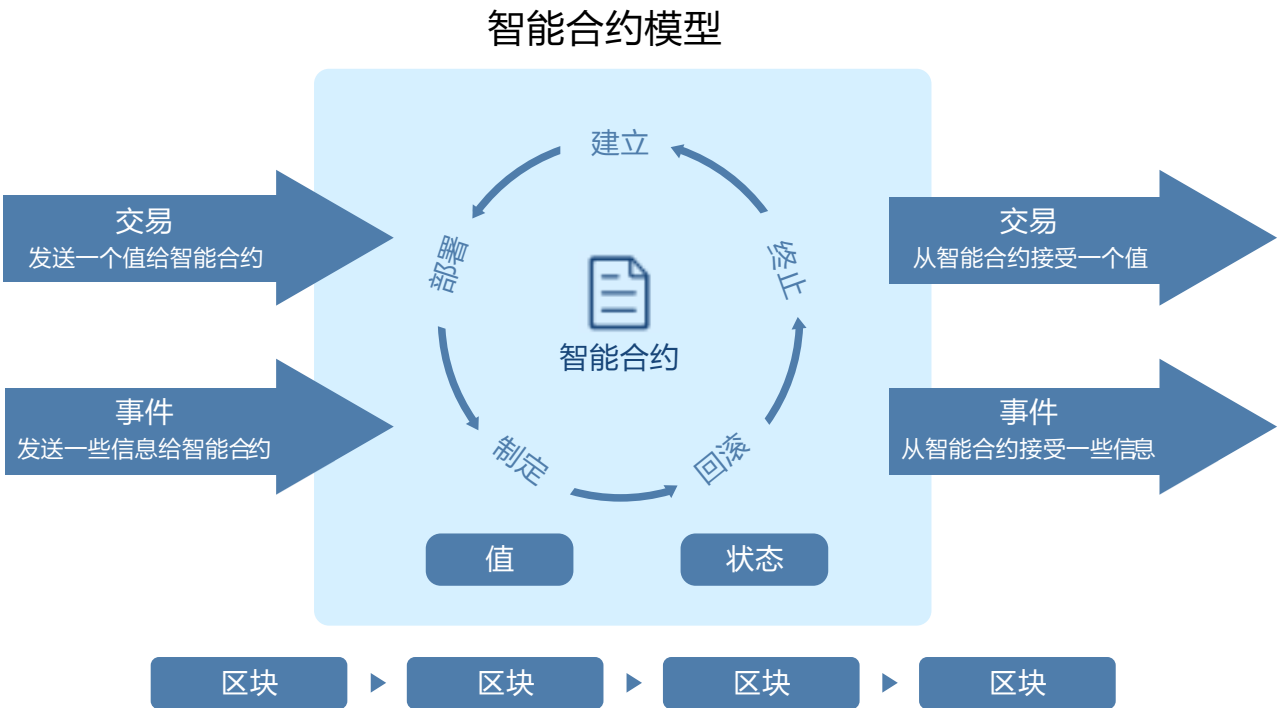 智能合约模型
建立
部署
终止
交易
发送一个值给智能合约
交易
从智能合约接受一个值
智能合约
事件
发送一些信息给智能合约
事件
从智能合约接受一些信息
制定
回滚
值
状态
区块
区块
区块
区块